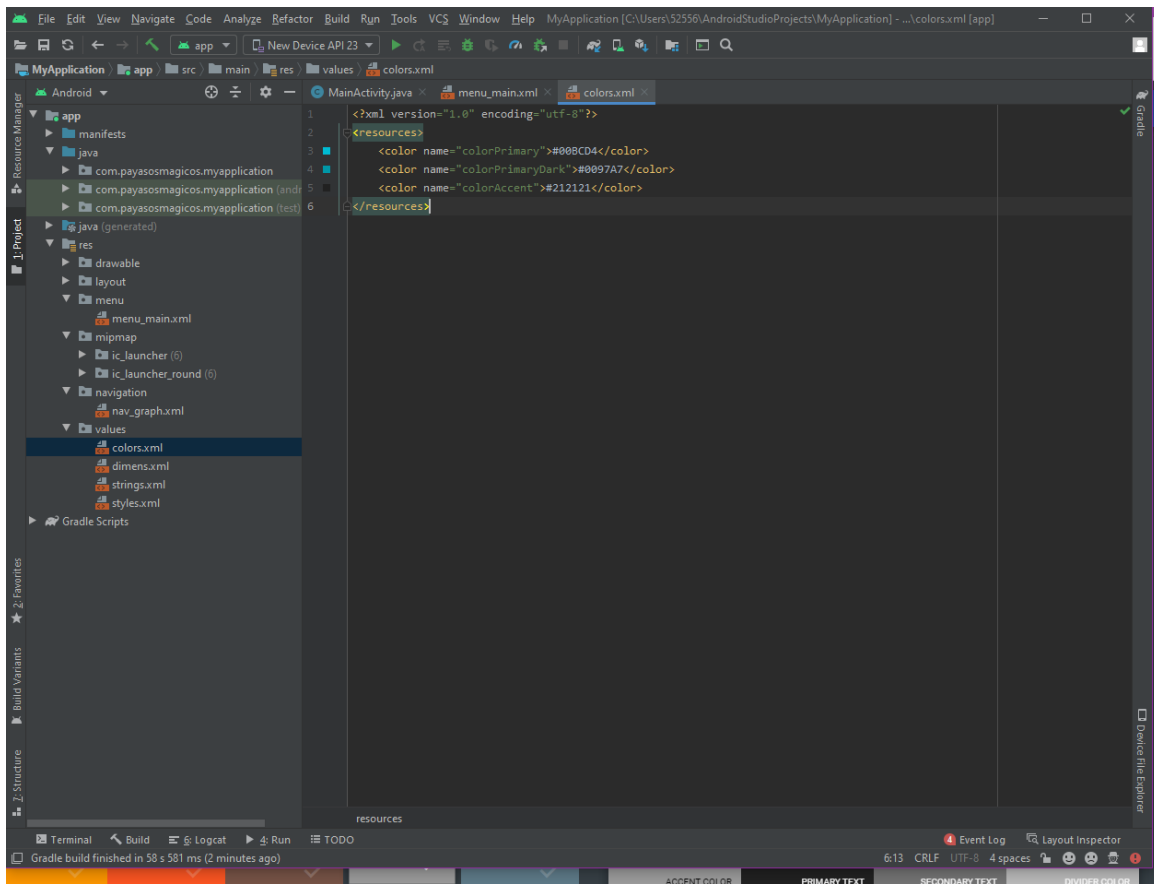 File Edit View Navigate Code Analyze Refactor Build Run Tools VCS Window Help MyApplication [C:\Users\52556\AndroidStudioProjects\MyApplication] - ...\colors.xml [app]
app New Device API 23
MyApplication app src main res values colors.xml
Android
MainActivity.java menu_main.xml colors.xml
app
manifests
java
com.payasosmagicos.myapplication
com.payasosmagicos.myapplication (andr
com.payasosmagicos.myapplication (test)
java (generated)
res
drawable
layout
menu
menu_main.xml
mipmap
ic_launcher (6)
ic_launcher_round (6)
navigation
nav_graph.xml
values
colors.xml
dimens.xml
strings.xml
styles.xml
Gradle Scripts
1 <?xml version="1.0" encoding="utf-8"?>
2 <resources>
3 <color name="colorPrimary">#00BCD4</color>
4 <color name="colorPrimaryDark">#0097A7</color>
5 <color name="colorAccent">#212121</color>
6 </resources>
Resource Manager
1: Project
2: Favorites
Build Variants
7: Structure
Gradle
Device File Explorer
resources
Terminal Build 6: Logcat 4: Run TODO
4 Event Log Layout Inspector
Gradle build finished in 58 s 581 ms (2 minutes ago)
6:13 CRLF UTF-8 4 spaces
ACCENT COLOR PRIMARY TEXT SECONDARY TEXT DIVIDER COLOR